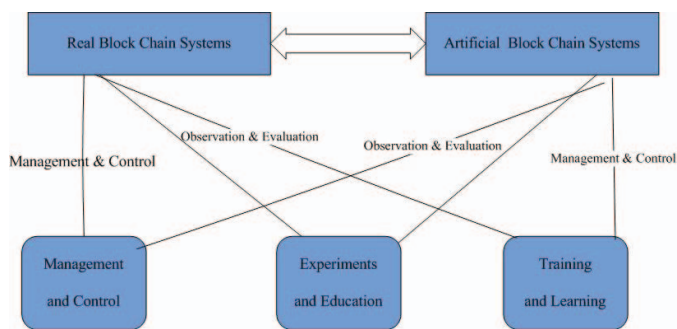 Real Block Chain Systems
Artificial Block Chain Systems
Observation & Evaluation
Observation & Evaluation
Management & Control
Management & Control
Management
and Control
Experiments
and Education
Training
and Learning